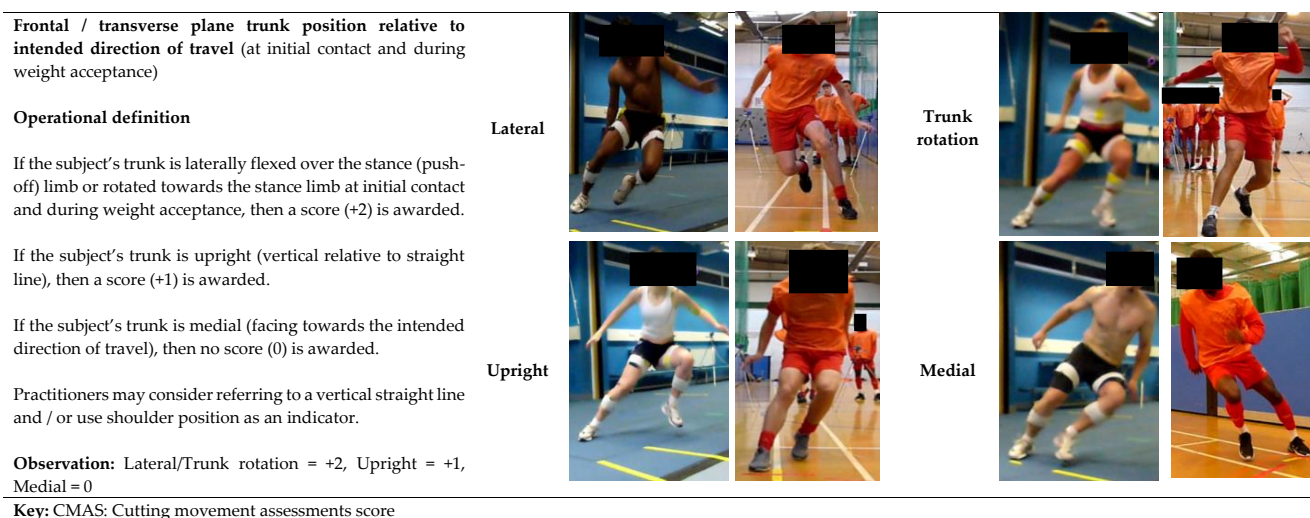 Frontal / transverse plane trunk position relative to
intended direction of travel (at initial contact and during
weight acceptance)
Operational definition
If the subject's trunk is laterally flexed over the stance (push-
off) limb or rotated towards the stance limb at initial contact
and during weight acceptance, then a score (+2) is awarded.
If the subject's trunk is upright (vertical relative to straight
line), then a score (+1) is awarded.
If the subject's trunk is medial (facing towards the intended
direction of travel), then no score (0) is awarded.
Practitioners may consider referring to a vertical straight line
and / or use shoulder position as an indicator.
Observation: Lateral/Trunk rotation = +2, Upright = +1,
Medial = 0
Lateral
Upright
Trunk
rotation
Medial
Key: CMAS: Cutting movement assessments score